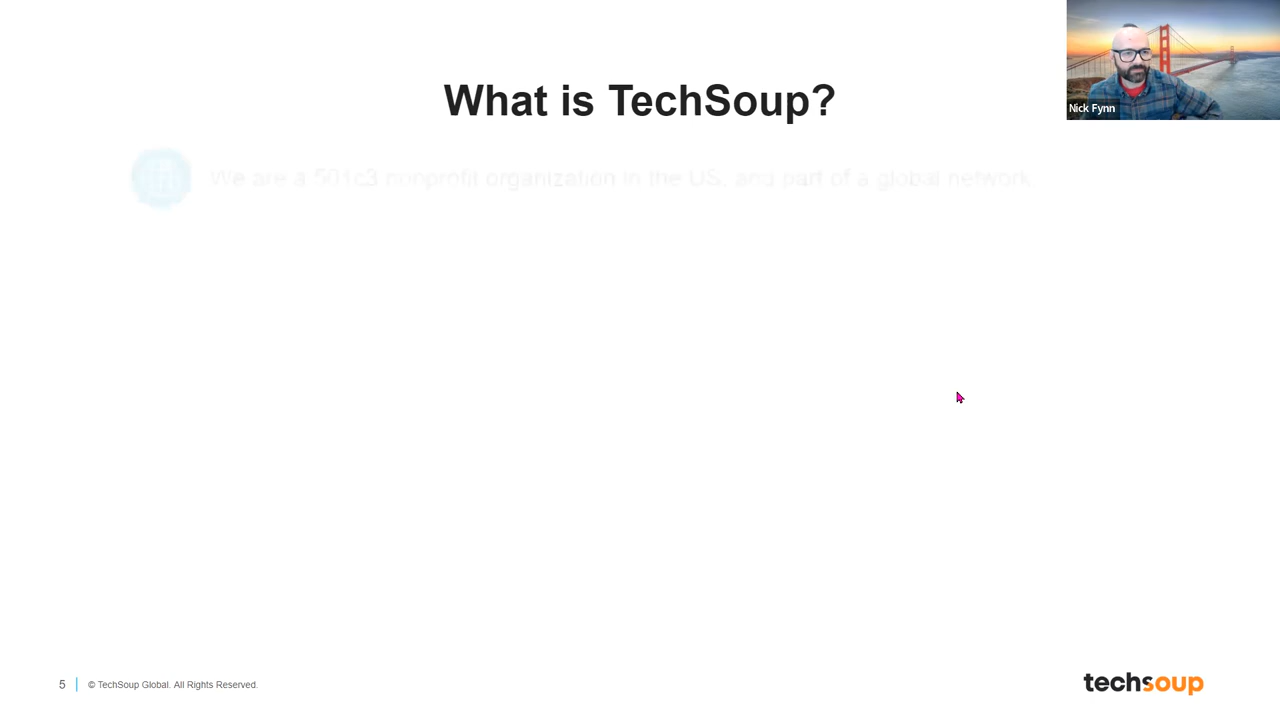 What is TechSoup?
Nick Fynn
We are a 501c3 nonprofit organization in the US, and part of a global network
5
© TechSoup Global. All Rights Reserved.
techsoup